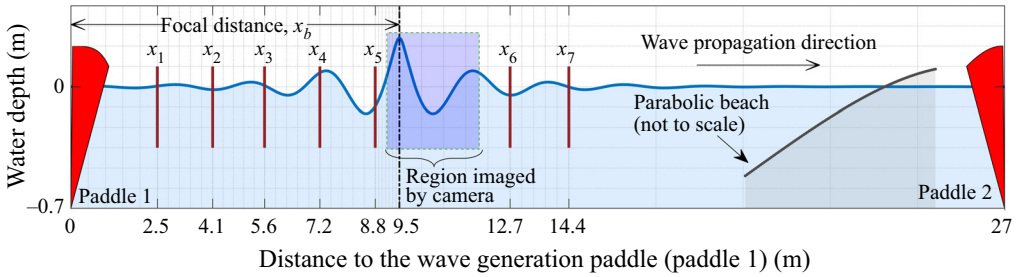 Focal distance, x_b
x_1 x_2 x_3 x_4 x_5 x_6 x_7
Wave propagation direction
Water depth (m)
0
–0.7
Parabolic beach
(not to scale)
Region imaged
by camera
Paddle 1
Paddle 2
0 2.5 4.1 5.6 7.2 8.8 9.5 12.7 14.4 27
Distance to the wave generation paddle (paddle 1) (m)